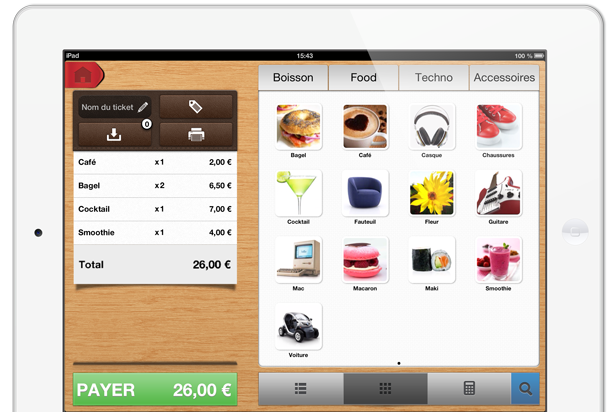 iPad 15:43 100 %
Boisson Food Techno Accessoires
Nom du ticket
0
Café x1 2,00 €
Bagel x2 6,50 €
Cocktail x1 7,00 €
Smoothie x1 4,00 €
Total 26,00 €
PAYER 26,00 €
Bagel Café Casque Chaussures
Cocktail Fauteuil Fleur Guitare
Mac Macaron Maki Smoothie
Voiture